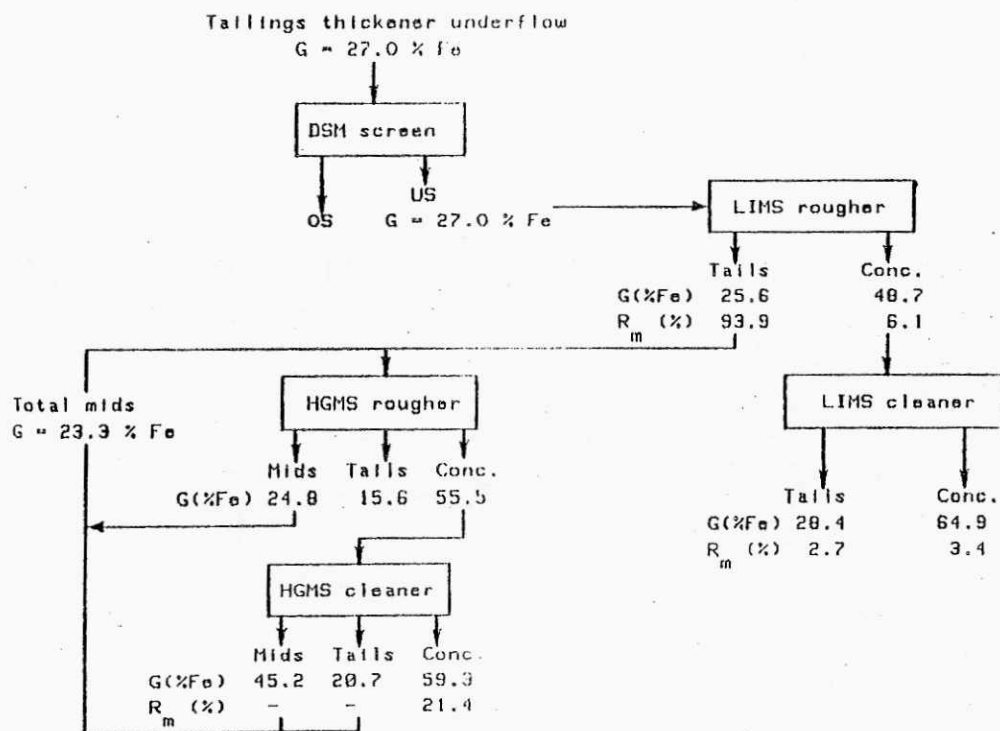 Tailings thickener underflow
G = 27.0 % Fe
DSM screen
US
OS
G = 27.0 % Fe
LIMS rougher
Tails Conc.
G(%Fe) 25.6 48.7
R_m (%) 93.9 6.1
Total mids
G = 23.3 % Fe
HGMS rougher
LIMS cleaner
Mids Tails Conc.
G(%Fe) 24.8 15.6 55.5
Tails Conc.
G(%Fe) 28.4 64.9
R_m (%) 2.7 3.4
HGMS cleaner
Mids Tails Conc.
G(%Fe) 45.2 28.7 59.3
R_m (%) - - 21.4